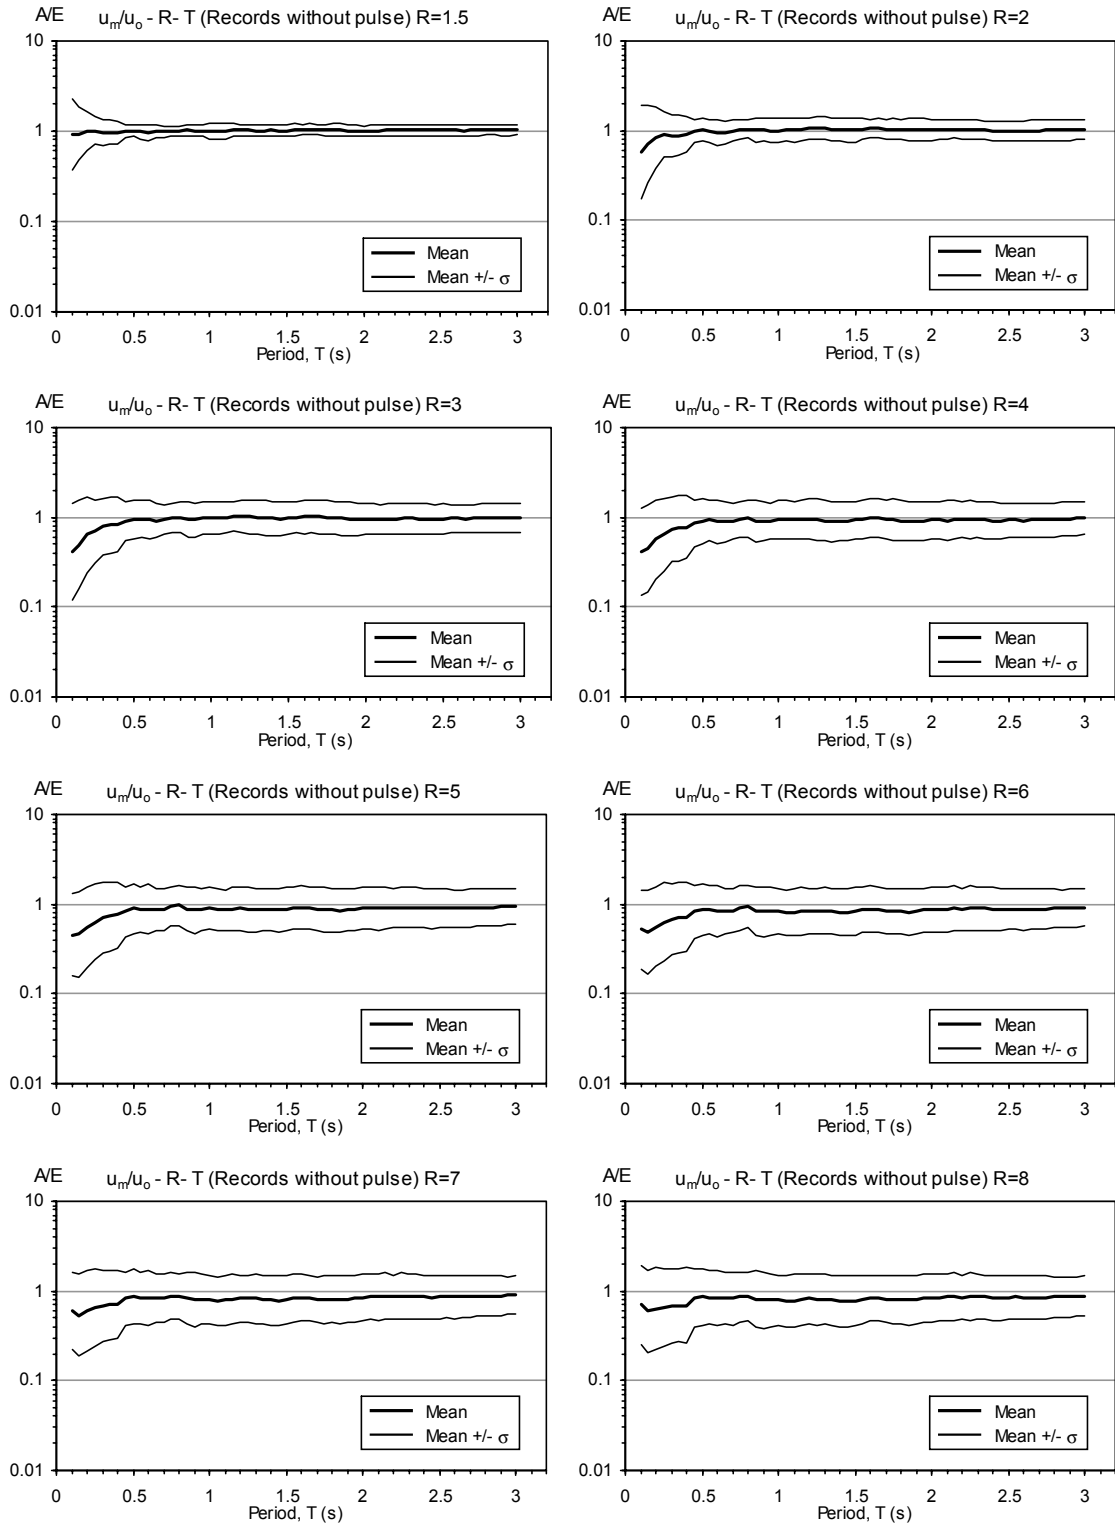 A/E u_m/u_o - R- T (Records without pulse) R=1.5
10
1
0.1
0.01
Mean
Mean +/- σ
0 0.5 1 1.5 2 2.5 3
Period, T (s)
A/E u_m/u_o - R- T (Records without pulse) R=2
10
1
0.1
0.01
Mean
Mean +/- σ
0 0.5 1 1.5 2 2.5 3
Period, T (s)
A/E u_m/u_o - R- T (Records without pulse) R=3
10
1
0.1
0.01
Mean
Mean +/- σ
0 0.5 1 1.5 2 2.5 3
Period, T (s)
A/E u_m/u_o - R- T (Records without pulse) R=4
10
1
0.1
0.01
Mean
Mean +/- σ
0 0.5 1 1.5 2 2.5 3
Period, T (s)
A/E u_m/u_o - R- T (Records without pulse) R=5
10
1
0.1
0.01
Mean
Mean +/- σ
0 0.5 1 1.5 2 2.5 3
Period, T (s)
A/E u_m/u_o - R- T (Records without pulse) R=6
10
1
0.1
0.01
Mean
Mean +/- σ
0 0.5 1 1.5 2 2.5 3
Period, T (s)
A/E u_m/u_o - R- T (Records without pulse) R=7
10
1
0.1
0.01
Mean
Mean +/- σ
0 0.5 1 1.5 2 2.5 3
Period, T (s)
A/E u_m/u_o - R- T (Records without pulse) R=8
10
1
0.1
0.01
Mean
Mean +/- σ
0 0.5 1 1.5 2 2.5 3
Period, T (s)